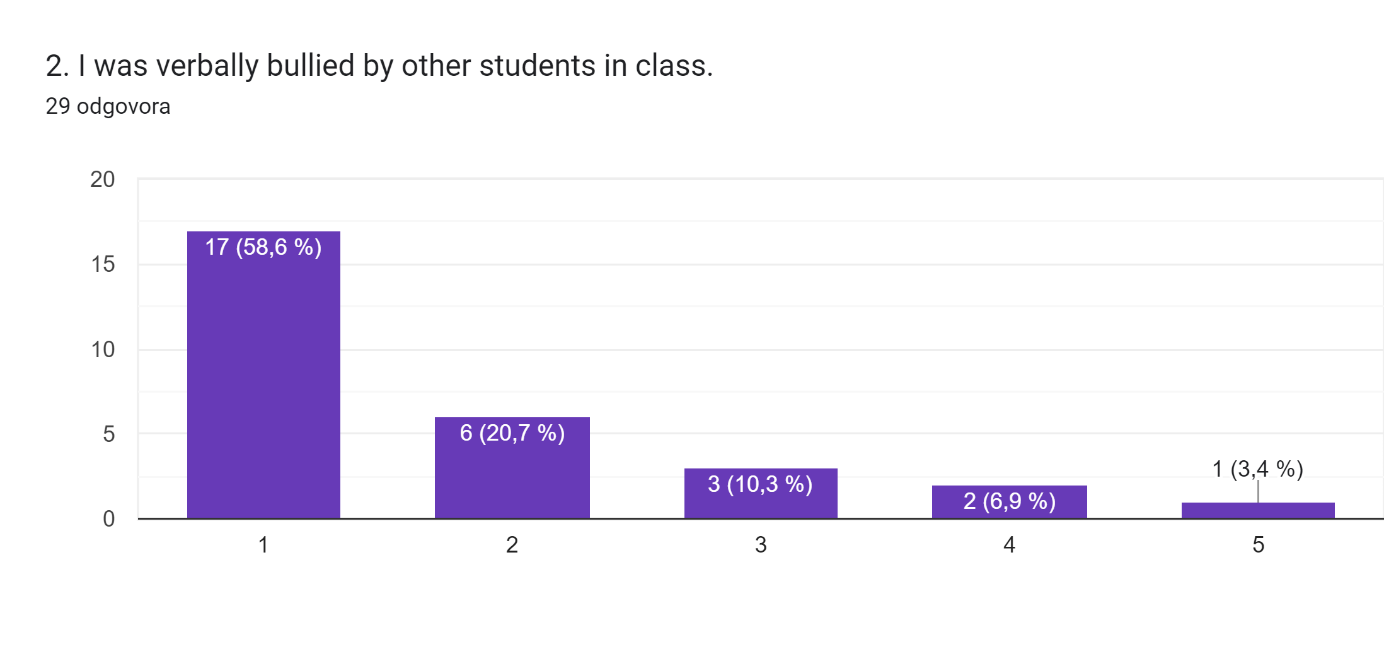 2. I was verbally bullied by other students in class.
29 odgovora
20
15
10
5
0
17 (58,6 %)
6 (20,7 %)
3 (10,3 %)
2 (6,9 %)
1 (3,4 %)
1 2 3 4 5